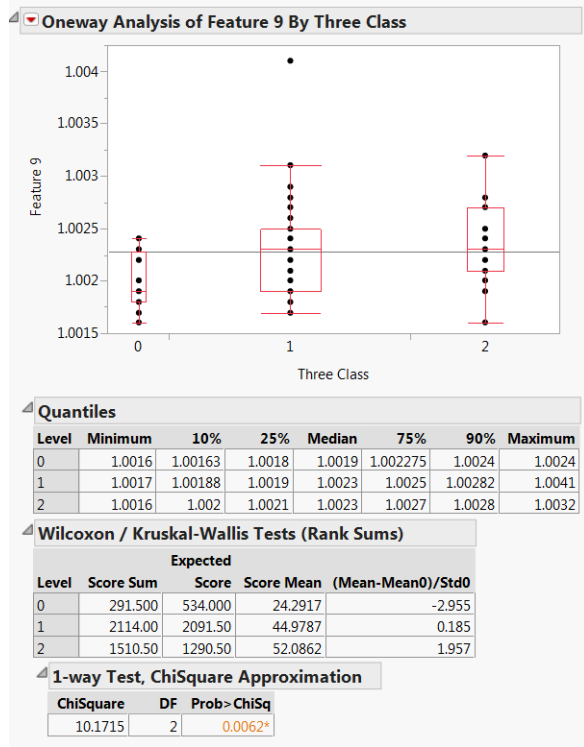 Oneway Analysis of Feature 9 By Three Class
1.004
1.0035
1.003
1.0025
1.002
1.0015
Feature 9
0 1 2
Three Class
Quantiles
Level Minimum 10% 25% Median 75% 90% Maximum
0 1.0016 1.00163 1.0018 1.0019 1.002275 1.0024 1.0024
1 1.0017 1.00188 1.0019 1.0023 1.0025 1.00282 1.0041
2 1.0016 1.002 1.0021 1.0023 1.0027 1.0028 1.0032
Wilcoxon / Kruskal-Wallis Tests (Rank Sums)
Expected
Level Score Sum Score Score Mean (Mean-Mean0)/Std0
0 291.500 534.000 24.2917 -2.955
1 2114.00 2091.50 44.9787 0.185
2 1510.50 1290.50 52.0862 1.957
1-way Test, ChiSquare Approximation
ChiSquare DF Prob>ChiSq
10.1715 2 0.0062*